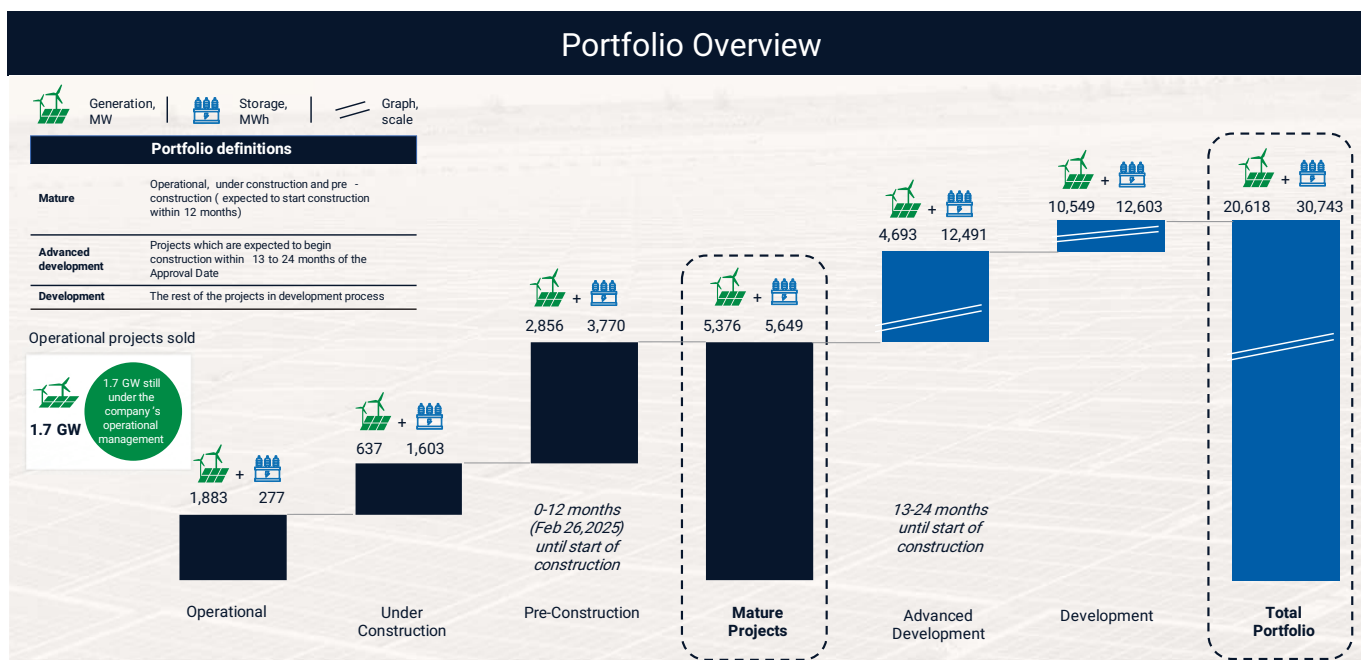 Portfolio Overview
Generation,
MW
Storage,
MWh
Graph,
scale
Portfolio definitions
Mature
Operational, under construction and pre -
construction ( expected to start construction
within 12 months)
Advanced
development
Projects which are expected to begin
construction within 13 to 24 months of the
Approval Date
Development
The rest of the projects in development process
Operational projects sold
1.7 GW
1.7 GW still
under the
company's
operational
management
+
1,883 277
+
637 1,603
+
2,856 3,770
+
5,376 5,649
+
4,693 12,491
+
10,549 12,603
+
20,618 30,743
0-12 months
(Feb 26,2025)
until start of
construction
13-24 months
until start of
construction
Operational
Under
Construction
Pre-Construction
Mature
Projects
Advanced
Development
Development
Total
Portfolio